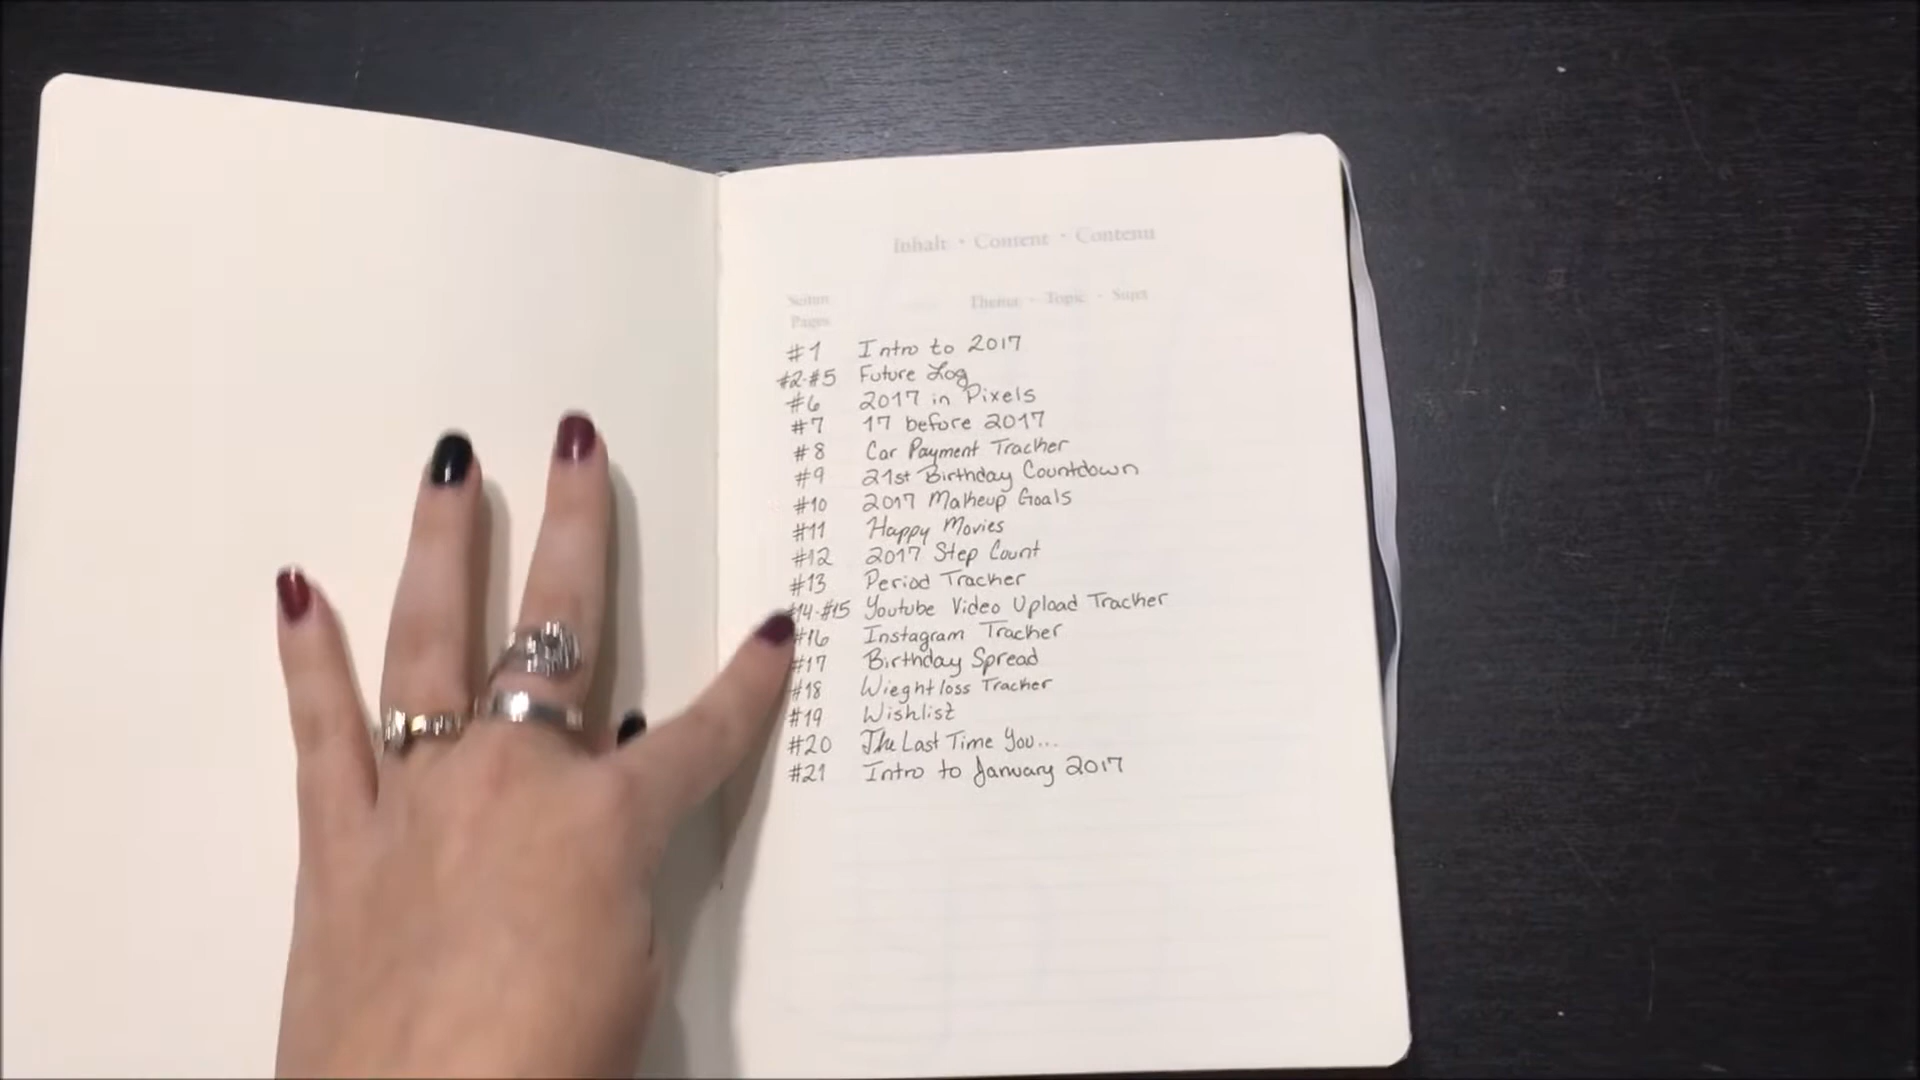 Inhalt · Content · Contenu
Seiten
Pages
Thema · Topic · Sujet
#1 Intro to 2017
#2-#5 Future Log
#6 2017 in Pixels
#7 17 before 2017
#8 Car Payment Tracker
#9 21st Birthday Countdown
#10 2017 Makeup Goals
#11 Happy Movies
#12 2017 Step Count
#13 Period Tracker
#14-#15 Youtube Video Upload Tracker
#16 Instagram Tracker
#17 Birthday Spread
#18 Wieghtloss Tracker
#19 Wishlist
#20 The Last Time You...
#21 Intro to January 2017